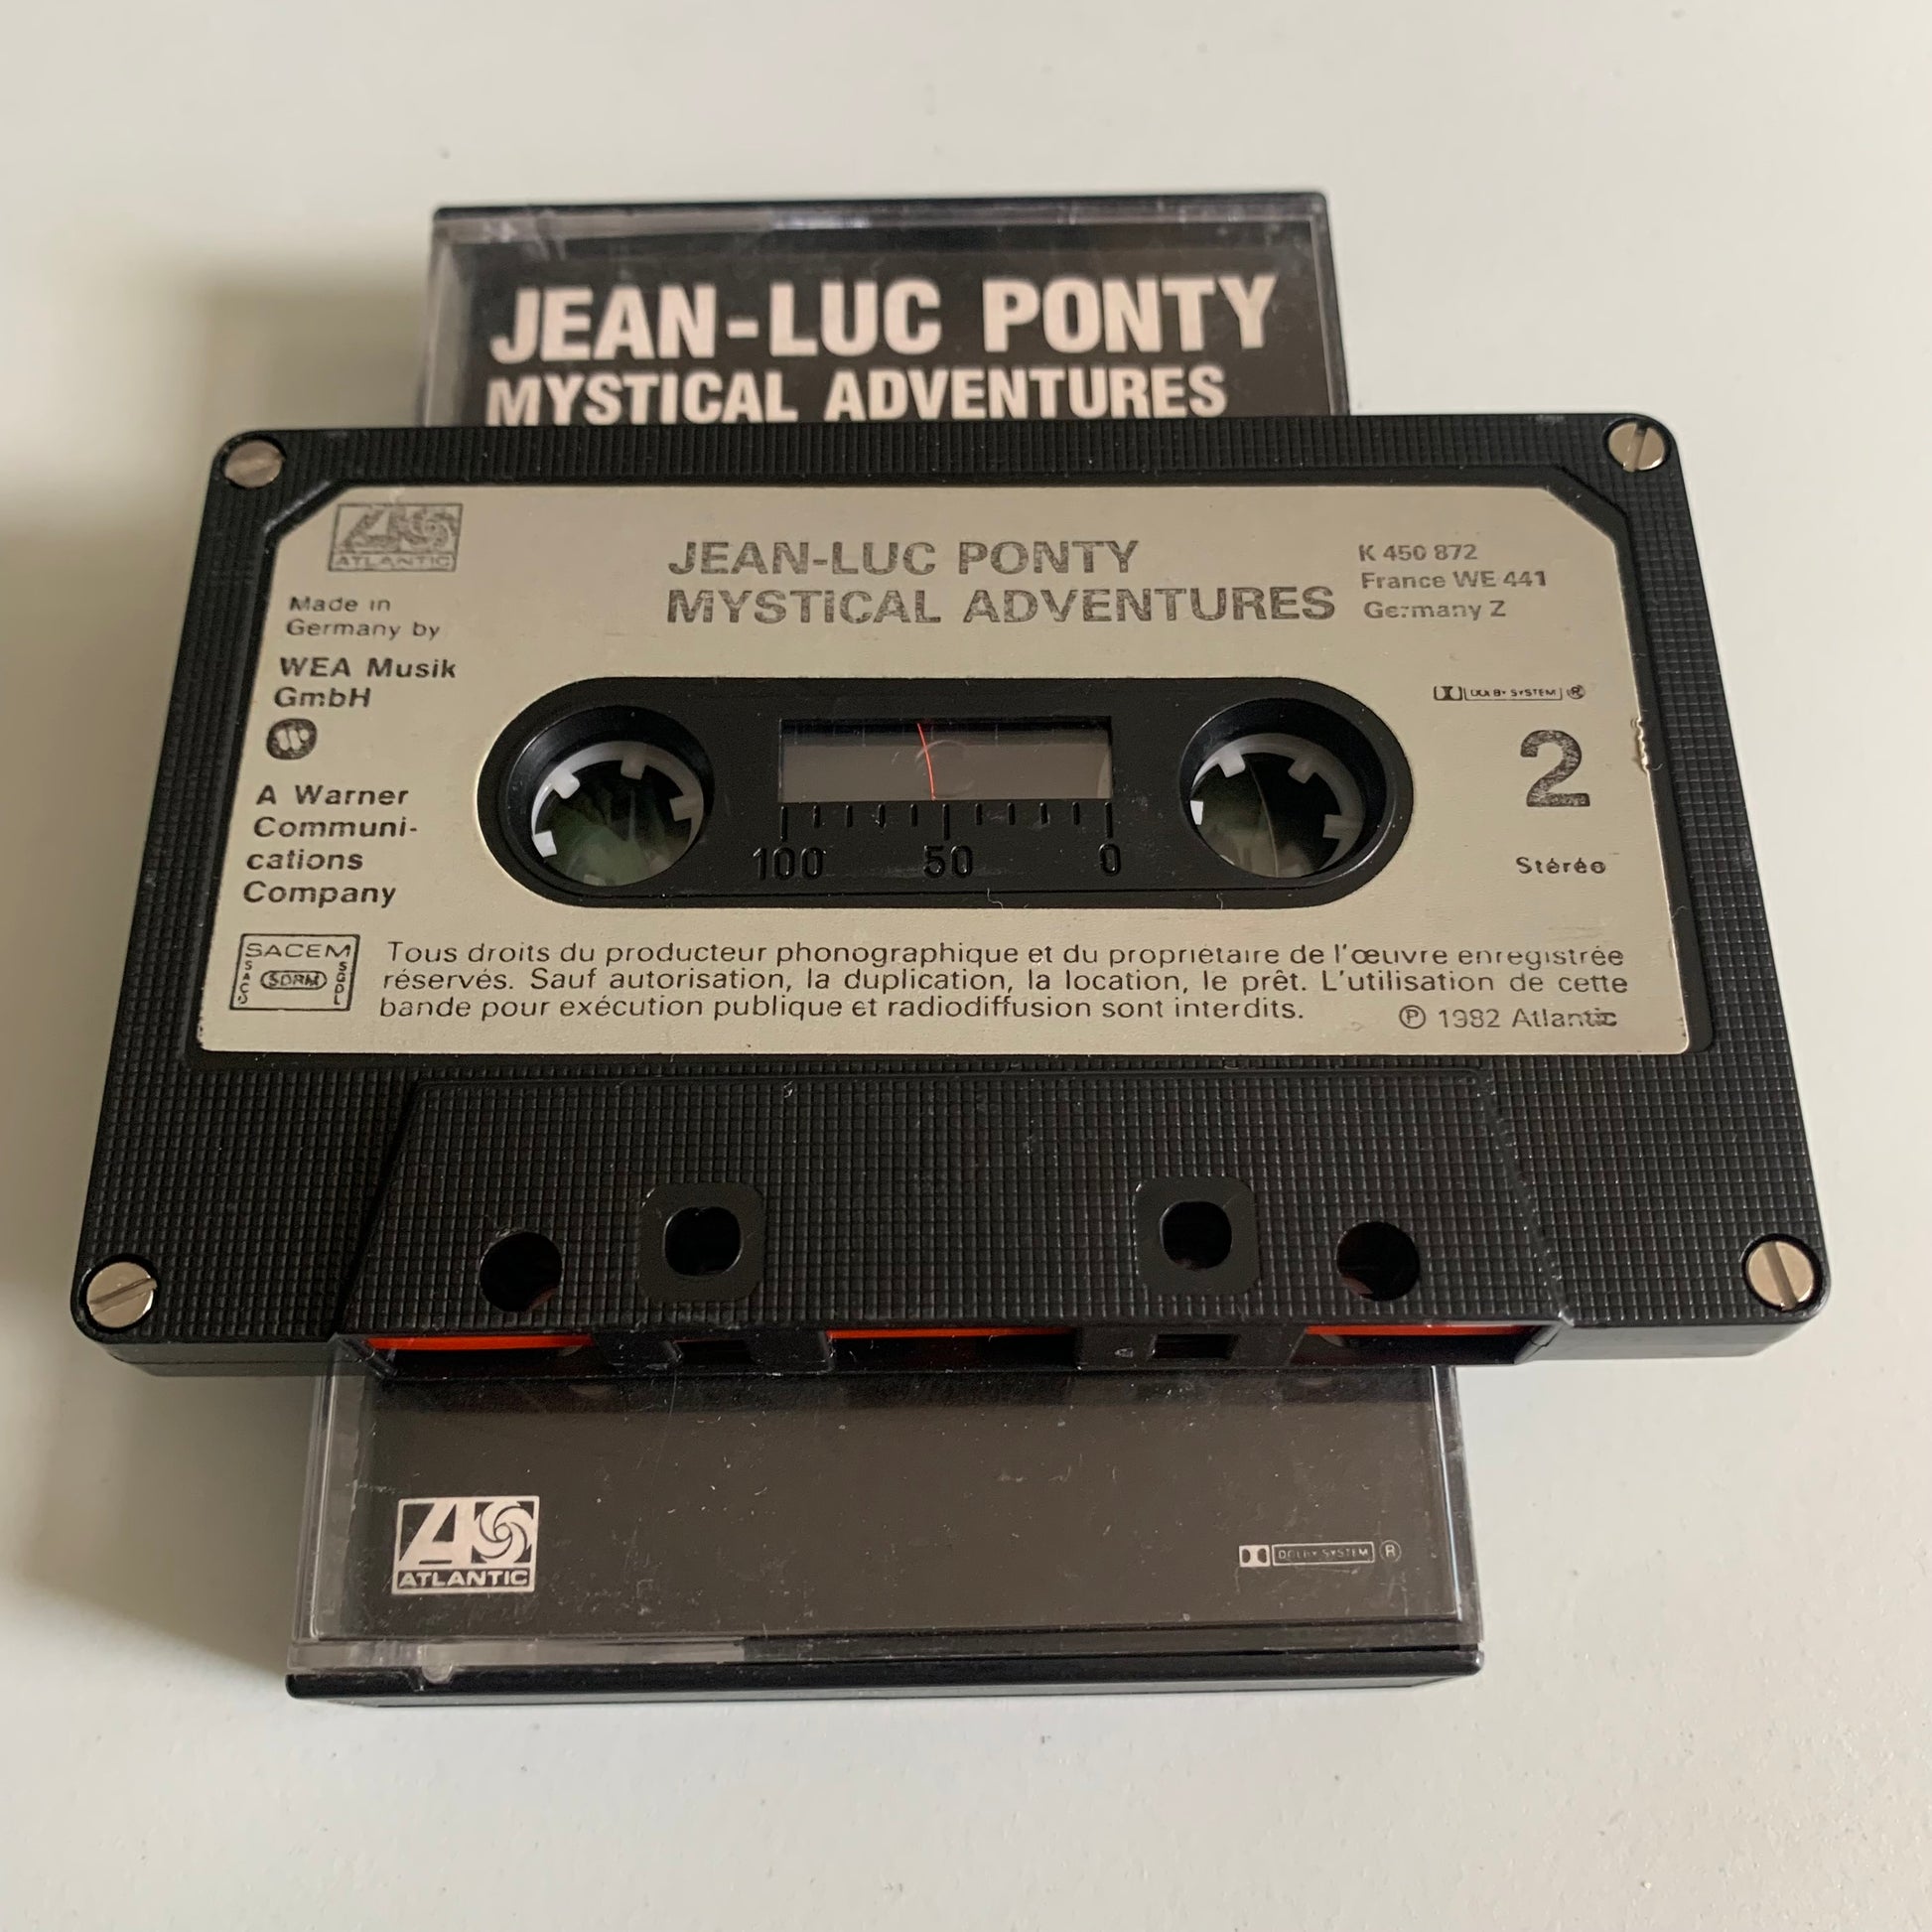 JEAN-LUC PONTY
MYSTICAL ADVENTURES
ATLANTIC
JEAN-LUC PONTY
MYSTICAL ADVENTURES
K 450 872
France WE 441
Germany Z
Made in
Germany by
WEA Musik
GmbH
A Warner
Communi-
cations
Company
DOLBY SYSTEM ®
2
Stéréo
100 50 0
SACEM
SACD
SDRM
SGDL
Tous droits du producteur phonographique et du propriétaire de l'œuvre enregistrée
réservés. Sauf autorisation, la duplication, la location, le prêt. L'utilisation de cette
bande pour exécution publique et radiodiffusion sont interdits.
℗ 1982 Atlantic
ATLANTIC
DOLBY SYSTEM ®